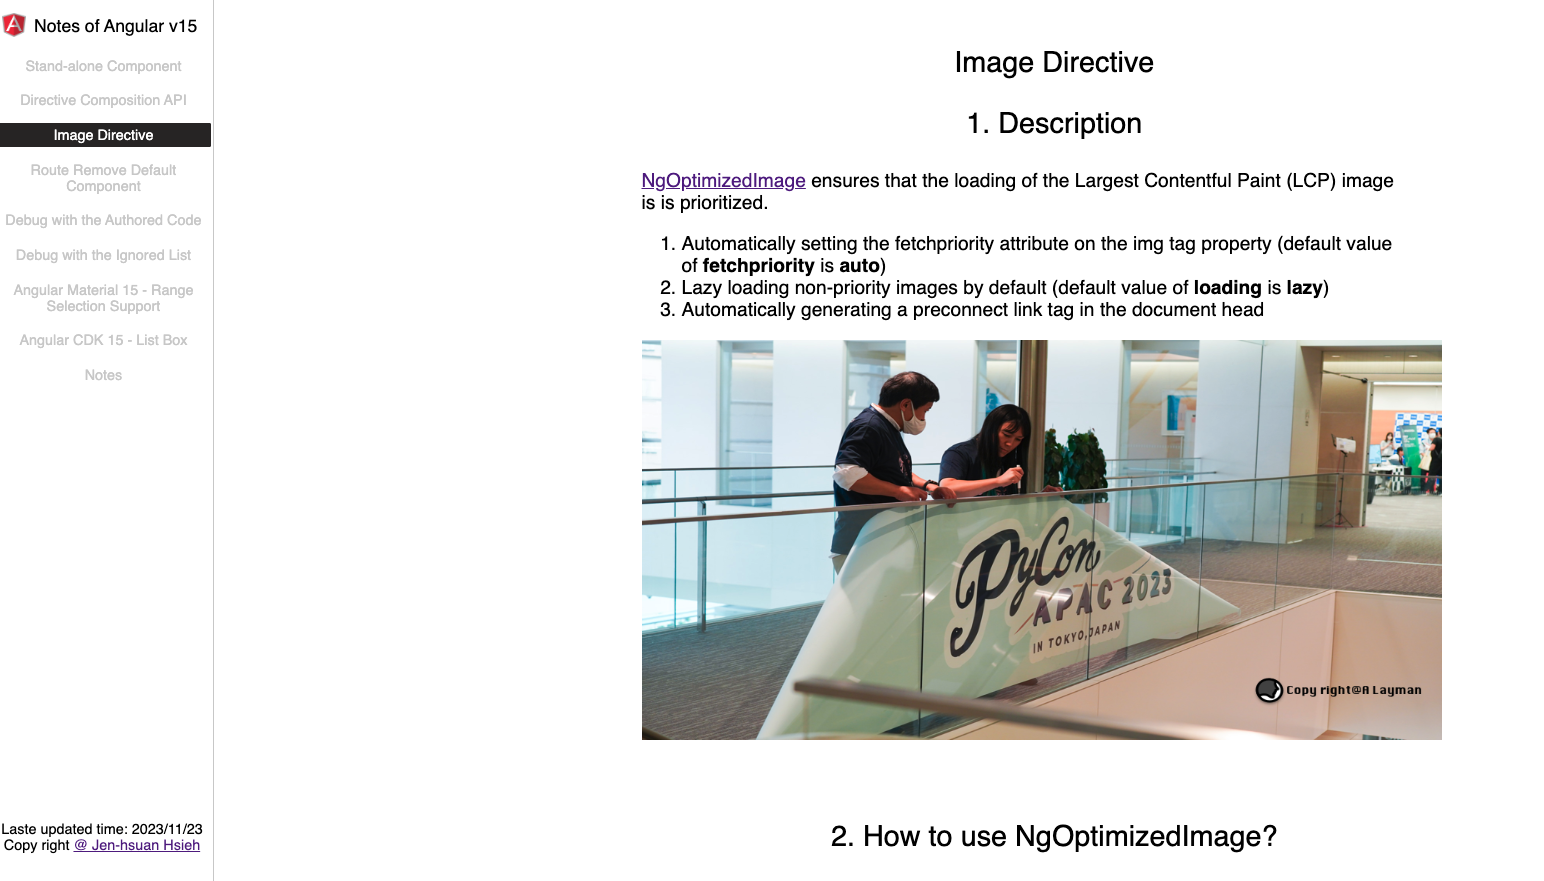 Notes of Angular v15
Stand-alone Component
Directive Composition API
Image Directive
Route Remove Default
Component
Debug with the Authored Code
Debug with the Ignored List
Angular Material 15 - Range
Selection Support
Angular CDK 15 - List Box
Notes
Laste updated time: 2023/11/23
Copy right @ Jen-hsuan Hsieh
Image Directive
1. Description
NgOptimizedImage ensures that the loading of the Largest Contentful Paint (LCP) image
is is prioritized.
1. Automatically setting the fetchpriority attribute on the img tag property (default value
of fetchpriority is auto)
2. Lazy loading non-priority images by default (default value of loading is lazy)
3. Automatically generating a preconnect link tag in the document head
PyCon
APAC 2023
IN TOKYO,JAPAN
Copy right@A Layman
2. How to use NgOptimizedImage?